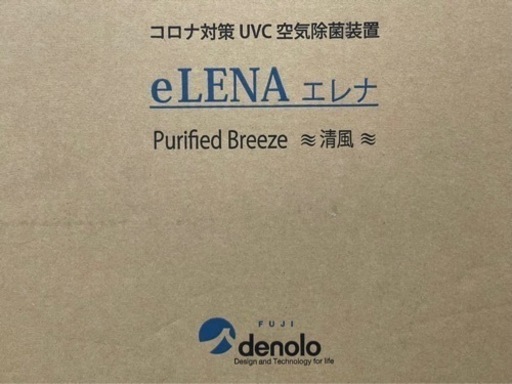 コロナ対策 UVC 空気除菌装置
eLENA エレナ
Purified Breeze ≋ 清風 ≋
FUJI
denolo
Design and Technology for life